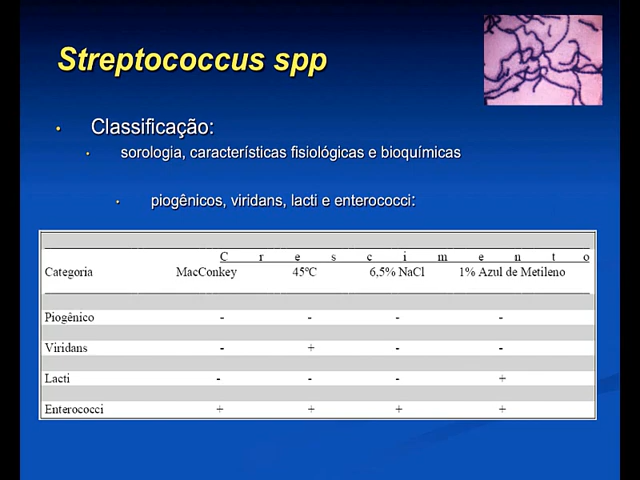 Streptococcus spp
• Classificação:
• sorologia, características fisiológicas e bioquímicas
• piogênicos, viridans, lacti e enterococci:
C r e s c i m e n t o
Categoria MacConkey 45ºC 6,5% NaCl 1% Azul de Metileno
Piogênico - - - -
Viridans - + - -
Lacti - - - +
Enterococci + + + +